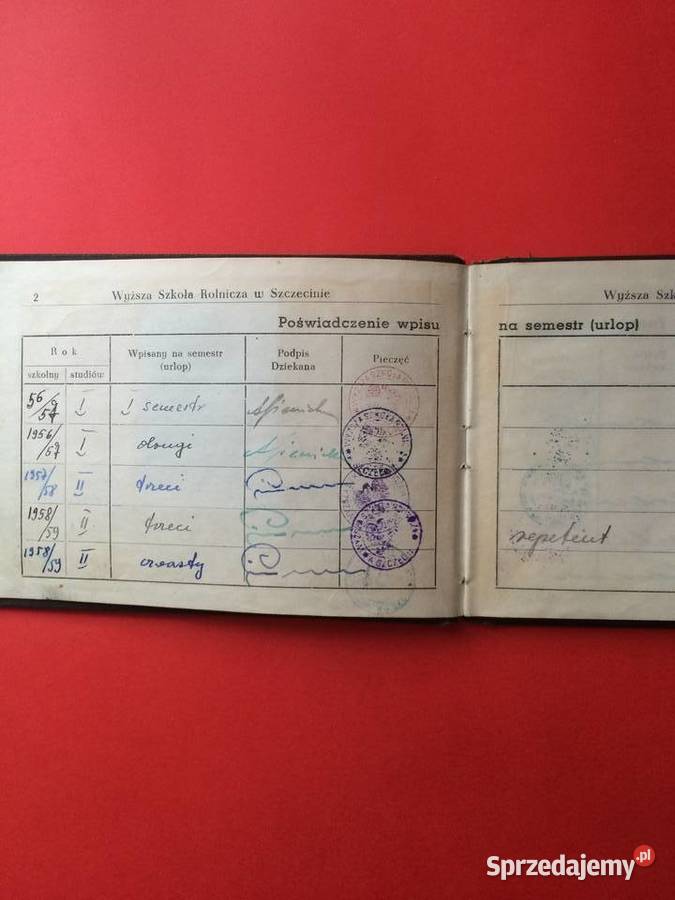 2 Wyższa Szkoła Rolnicza w Szczecinie
Wyższa Szk
Poświadczenie wpisu na semestr (urlop)
Rok Wpisany na semestr (urlop) Podpis Dziekana Pieczęć
szkolny studiów
56/57 I I semestr
1956/57 I drugi
1957/58 II trzeci
1958/59 II trzeci repetent
1958/59 II czwarty
Sprzedajemy.pl